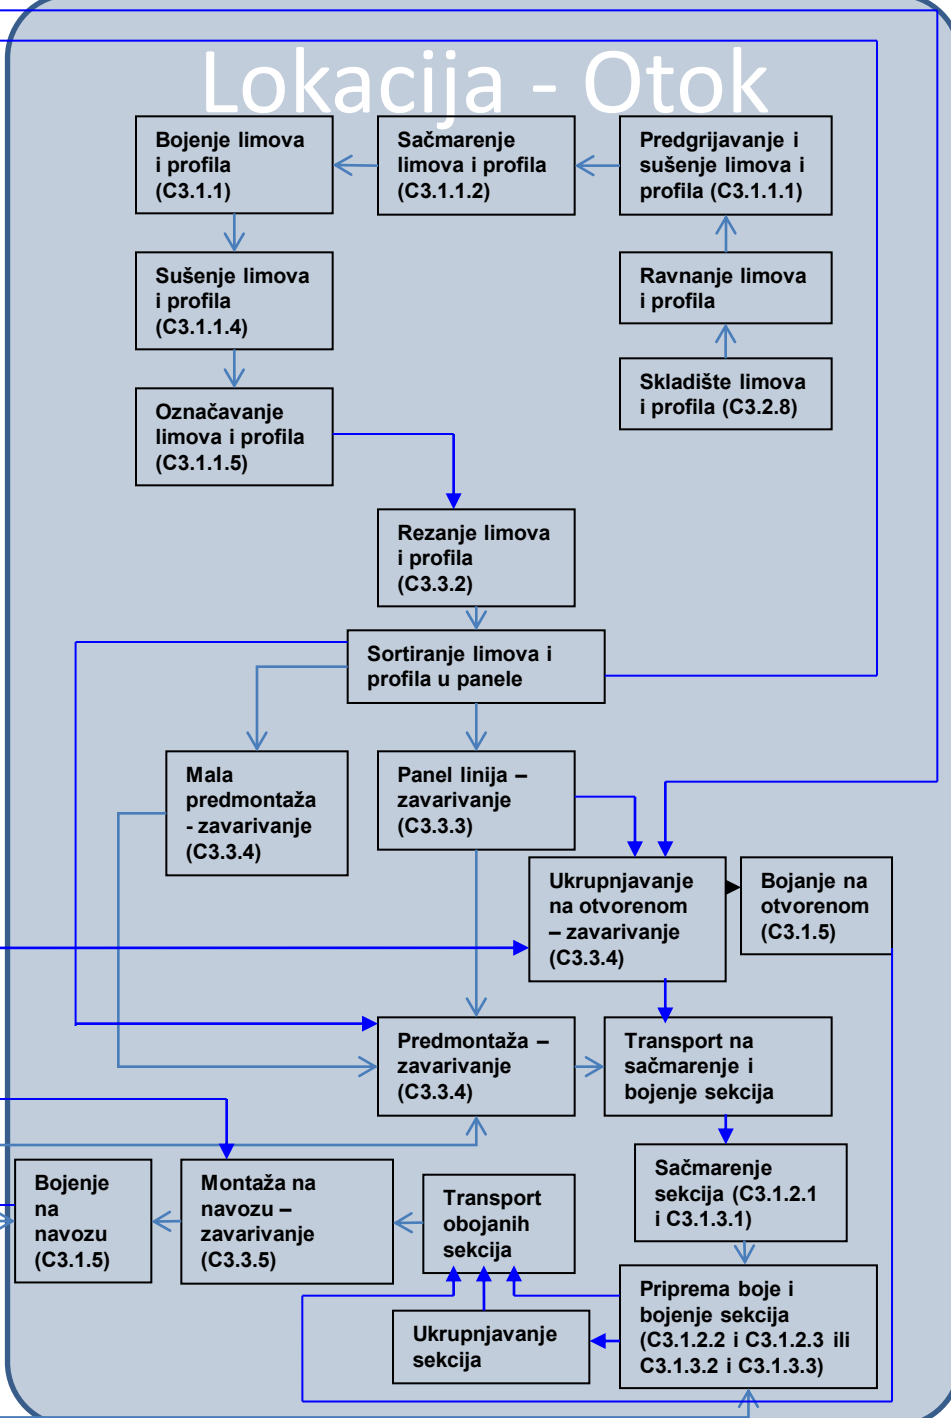 Lokacija - Otok
Bojenje limova
i profila
(C3.1.1)
Sačmarenje
limova i profila
(C3.1.1.2)
Predgrijavanje i
sušenje limova i
profila (C3.1.1.1)
Sušenje limova
i profila
(C3.1.1.4)
Ravnanje limova
i profila
Skladište limova
i profila (C3.2.8)
Označavanje
limova i profila
(C3.1.1.5)
Rezanje limova
i profila
(C3.3.2)
Sortiranje limova i
profila u panele
Mala
predmontaža
- zavarivanje
(C3.3.4)
Panel linija –
zavarivanje
(C3.3.3)
Ukrupnjavanje
na otvorenom
– zavarivanje
(C3.3.4)
Bojanje na
otvorenom
(C3.1.5)
Predmontaža –
zavarivanje
(C3.3.4)
Transport na
sačmarenje i
bojenje sekcija
Sačmarenje
sekcija (C3.1.2.1
i C3.1.3.1)
Bojenje
na
navozu
(C3.1.5)
Montaža na
navozu –
zavarivanje
(C3.3.5)
Transport
obojanih
sekcija
Priprema boje i
bojenje sekcija
(C3.1.2.2 i C3.1.2.3 ili
C3.1.3.2 i C3.1.3.3)
Ukrupnjavanje
sekcija